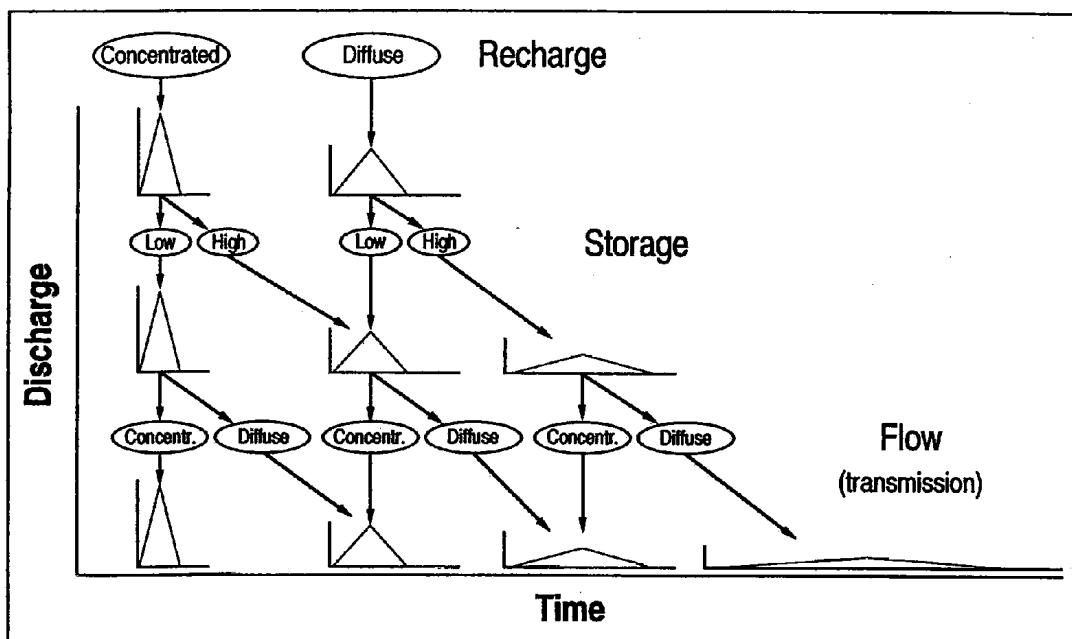 Concentrated Diffuse Recharge
Low High Low High Storage
Discharge
Concentr. Diffuse Concentr. Diffuse Concentr. Diffuse Flow
(transmission)
Time